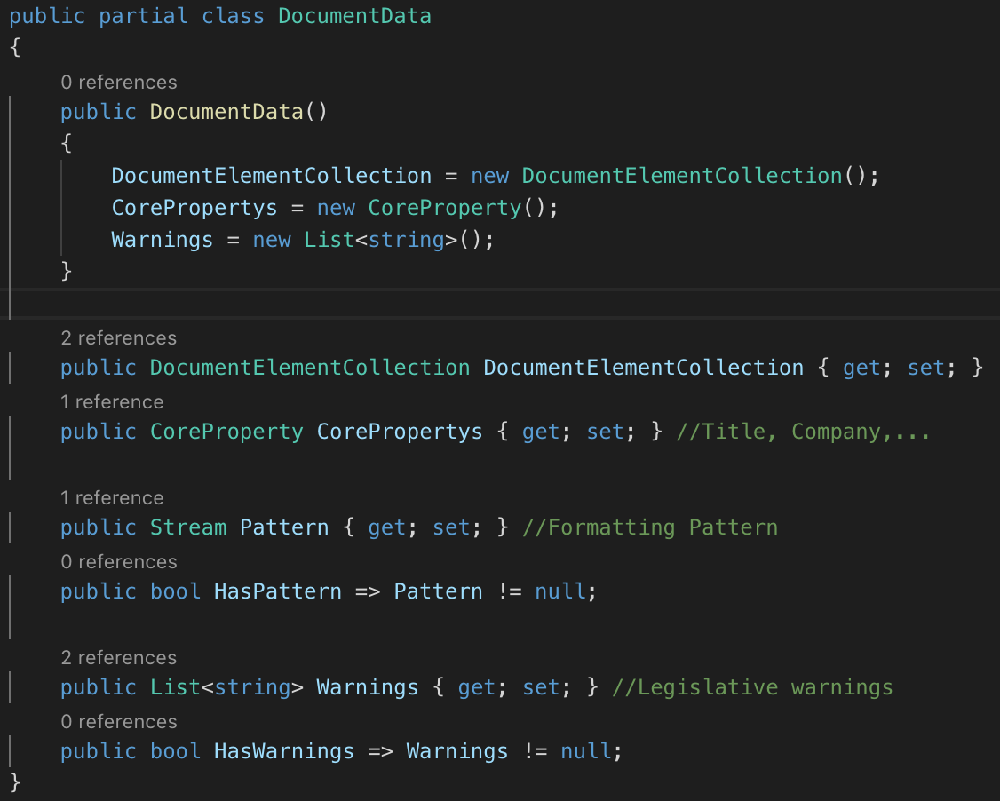 public partial class DocumentData
{
0 references
public DocumentData()
{
DocumentElementCollection = new DocumentElementCollection();
CorePropertys = new CoreProperty();
Warnings = new List<string>();
}
2 references
public DocumentElementCollection DocumentElementCollection { get; set; }
1 reference
public CoreProperty CorePropertys { get; set; } //Title, Company,...
1 reference
public Stream Pattern { get; set; } //Formatting Pattern
0 references
public bool HasPattern => Pattern != null;
2 references
public List<string> Warnings { get; set; } //Legislative warnings
0 references
public bool HasWarnings => Warnings != null;
}